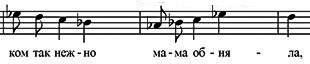 ком так неж-но ма-ма об-ня - ла,